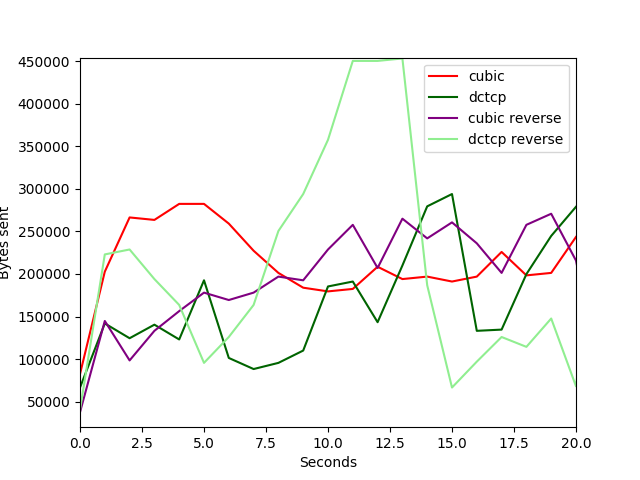 450000
400000
350000
300000
250000
200000
150000
100000
50000
Bytes sent
0.0 2.5 5.0 7.5 10.0 12.5 15.0 17.5 20.0
Seconds
cubic
dctcp
cubic reverse
dctcp reverse